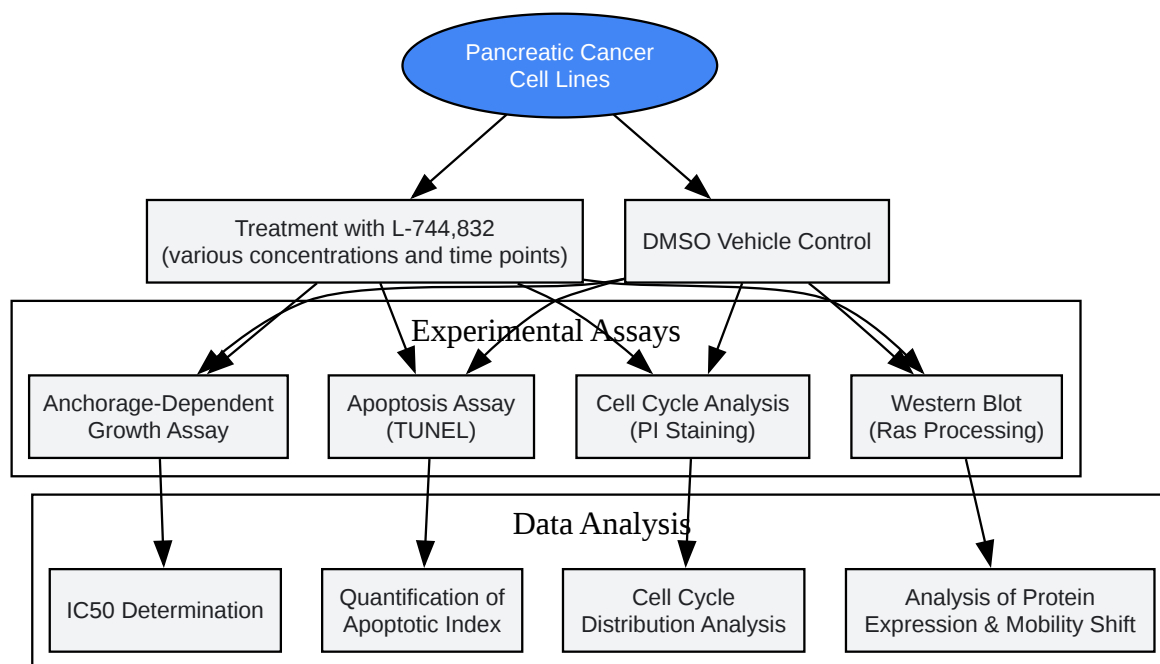 Pancreatic Cancer
Cell Lines
Treatment with L-744,832
(various concentrations and time points)
DMSO Vehicle Control
Experimental Assays
Anchorage-Dependent
Growth Assay
Apoptosis Assay
(TUNEL)
Cell Cycle Analysis
(PI Staining)
Western Blot
(Ras Processing)
Data Analysis
IC50 Determination
Quantification of
Apoptotic Index
Cell Cycle
Distribution Analysis
Analysis of Protein
Expression & Mobility Shift